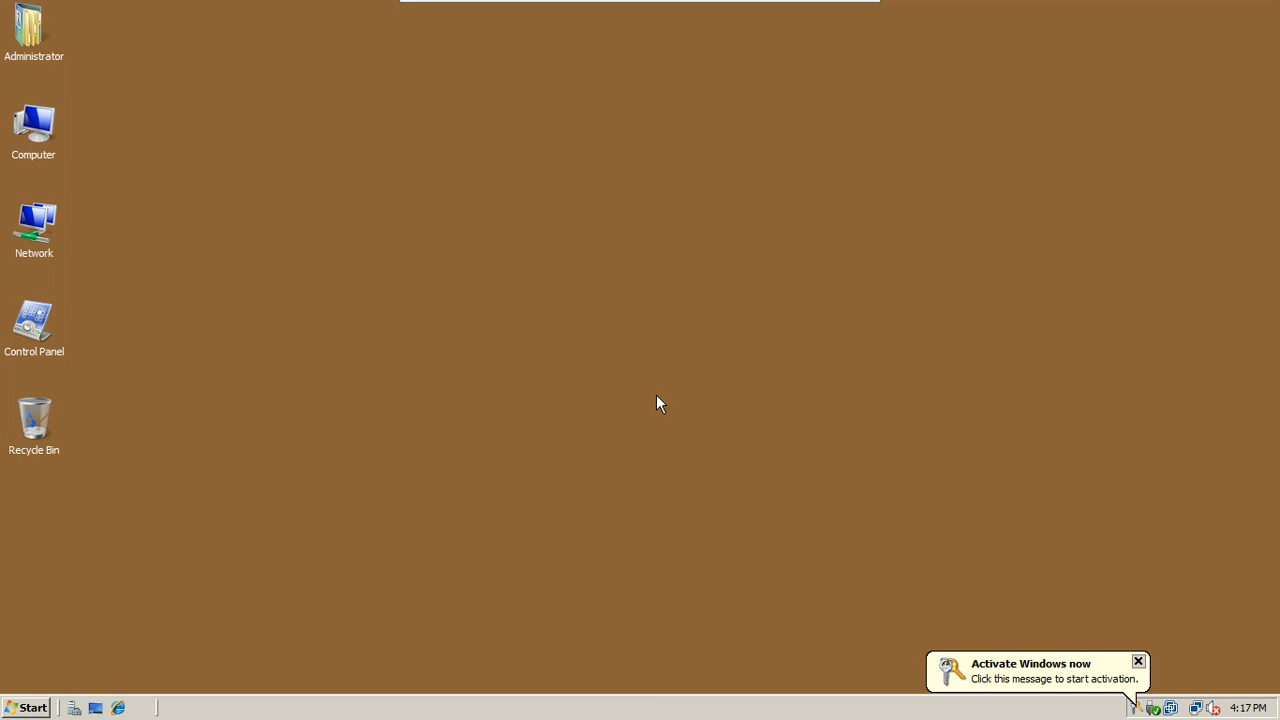 Administrator
Computer
Network
Control Panel
Recycle Bin
Activate Windows now
Click this message to start activation.
Start
4:17 PM